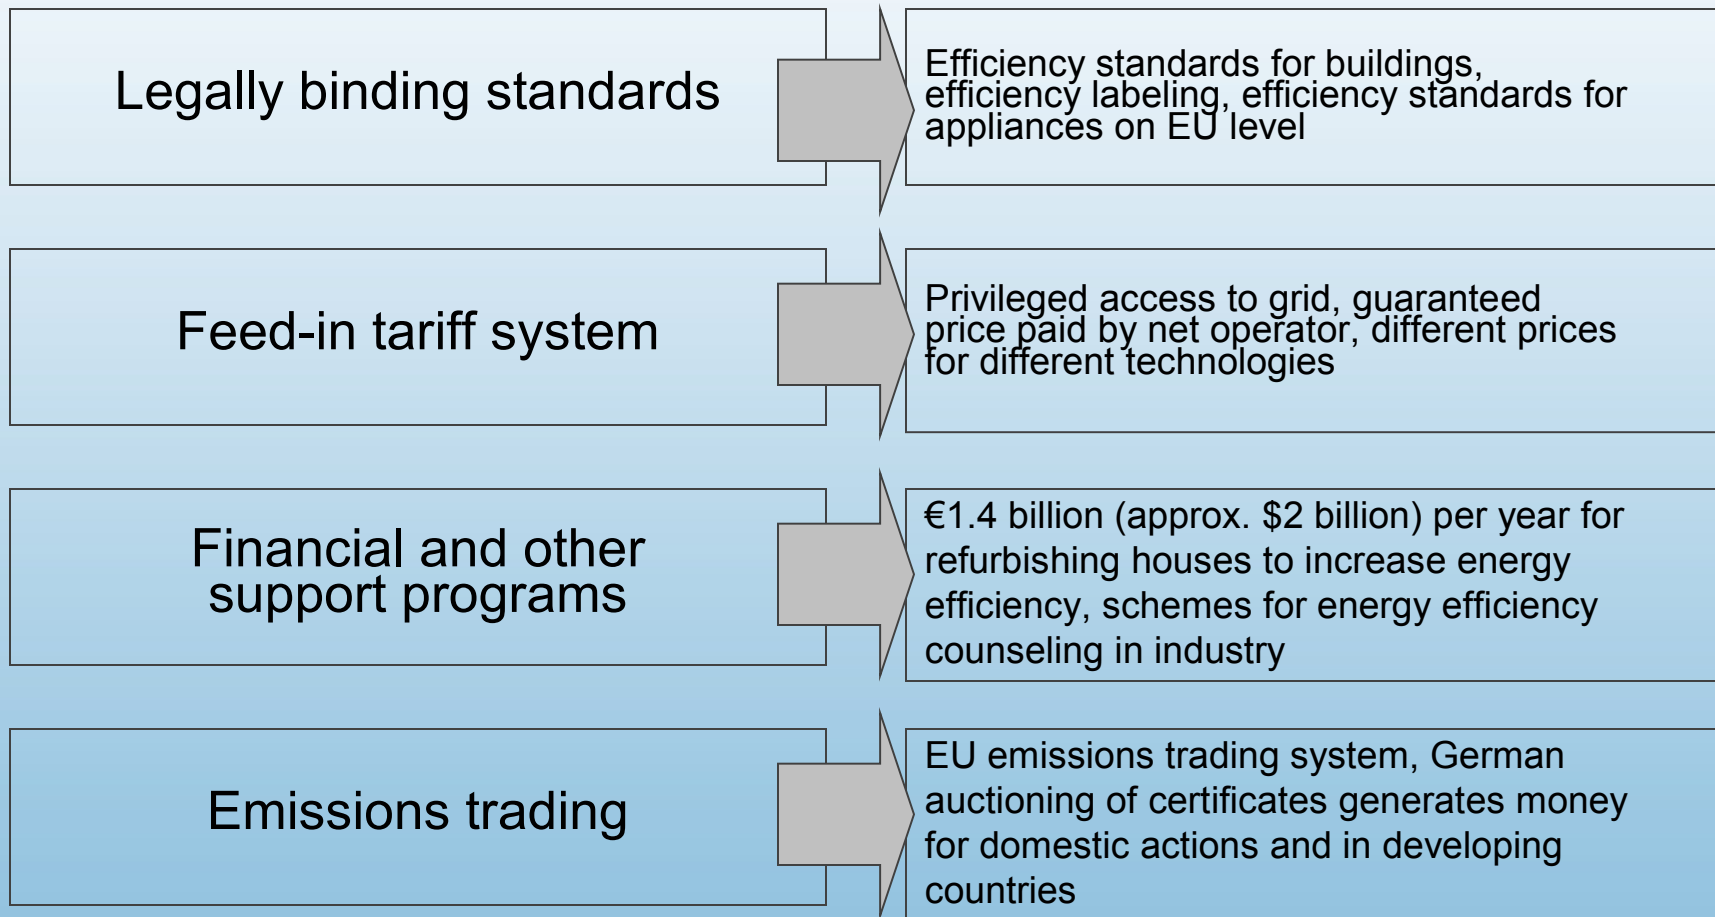 Legally binding standards
Efficiency standards for buildings,
efficiency labeling, efficiency standards for
appliances on EU level
Feed-in tariff system
Privileged access to grid, guaranteed
price paid by net operator, different prices
for different technologies
Financial and other
support programs
€1.4 billion (approx. $2 billion) per year for
refurbishing houses to increase energy
efficiency, schemes for energy efficiency
counseling in industry
Emissions trading
EU emissions trading system, German
auctioning of certificates generates money
for domestic actions and in developing
countries